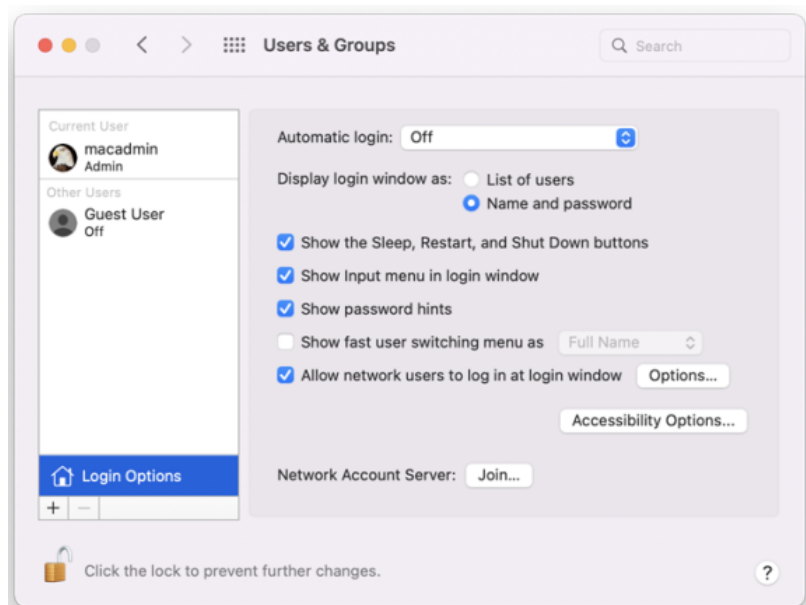 Users & Groups
Search
Current User
macadmin
Admin
Other Users
Guest User
Off
Login Options
+ −
Automatic login: Off
Display login window as: List of users
Name and password
Show the Sleep, Restart, and Shut Down buttons
Show Input menu in login window
Show password hints
Show fast user switching menu as Full Name
Allow network users to log in at login window Options...
Accessibility Options...
Network Account Server: Join...
Click the lock to prevent further changes.
?